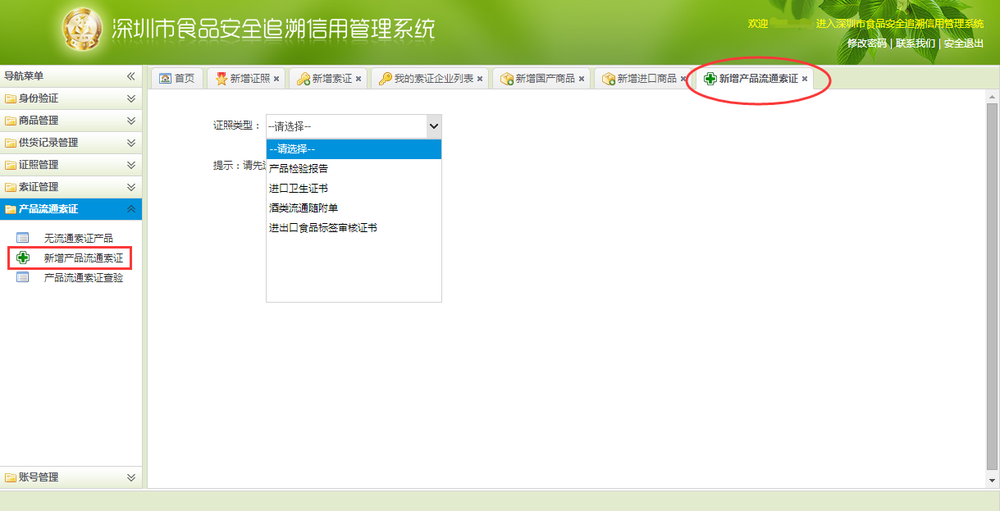 深圳市食品安全追溯信用管理系统
欢迎 进入深圳市食品安全追溯信用管理系统
修改密码 | 联系我们 | 安全退出
导航菜单
身份验证
商品管理
供货记录管理
证照管理
索证管理
产品流通索证
无流通索证产品
新增产品流通索证
产品流通索证查验
账号管理
首页 新增证照 新增索证 我的索证企业列表 新增国产商品 新增进口商品 新增产品流通索证
证照类型： --请选择--
--请选择--
提示：请先
产品检验报告
进口卫生证书
酒类流通随附单
进出口食品标签审核证书